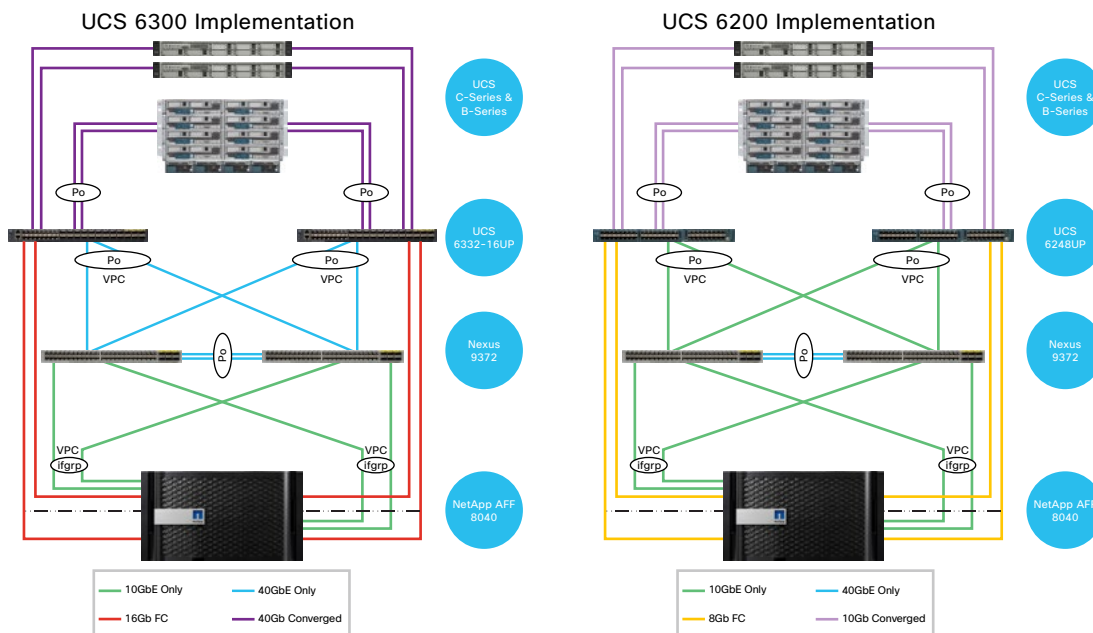 UCS 6300 Implementation
UCS
C-Series &
B-Series
Po
Po
UCS
6332-16UP
Po
VPC
Po
VPC
Po
Nexus
9372
VPC
ifgrp
VPC
ifgrp
NetApp AFF
8040
10GbE Only
40GbE Only
16Gb FC
40Gb Converged
UCS 6200 Implementation
UCS
C-Series &
B-Series
Po
Po
UCS
6248UP
Po
VPC
Po
VPC
Po
Nexus
9372
VPC
ifgrp
VPC
ifgrp
NetApp AFF
8040
10GbE Only
40GbE Only
8Gb FC
10Gb Converged